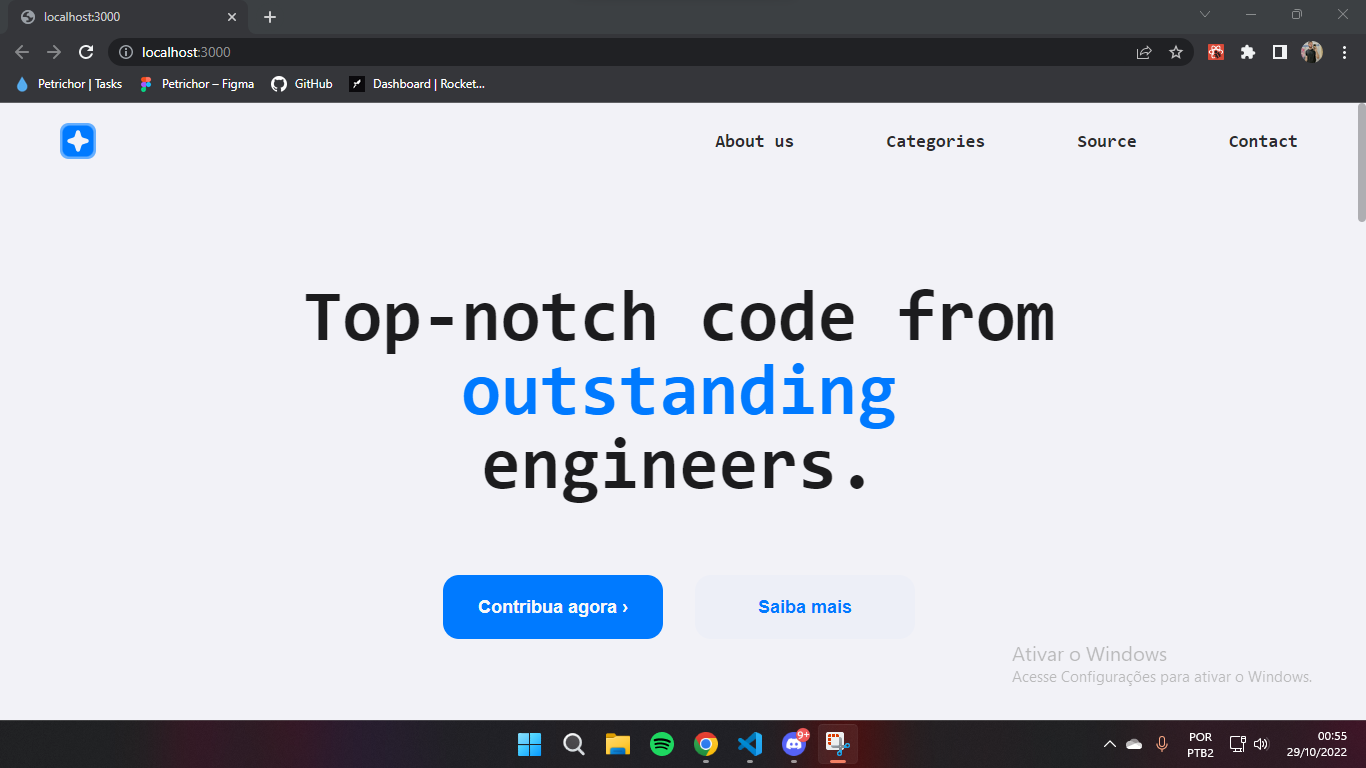 localhost:3000
localhost:3000
Petrichor | Tasks
Petrichor – Figma
GitHub
Dashboard | Rocket...
About us
Categories
Source
Contact
Top-notch code from
outstanding
engineers.
Contribua agora ›
Saiba mais
Ativar o Windows
Acesse Configurações para ativar o Windows.
9+
POR
PTB2
00:55
29/10/2022